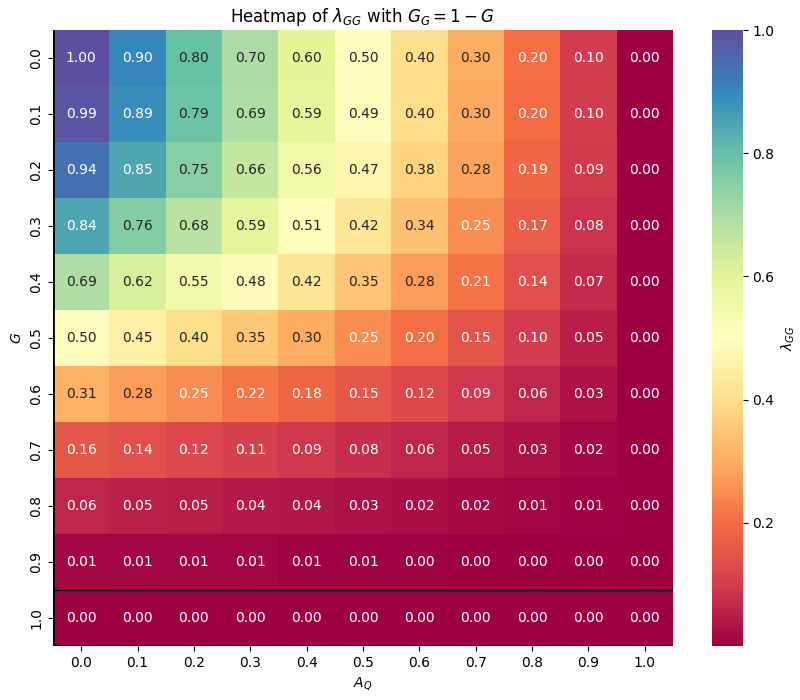 Heatmap of λ_GG with G_G = 1 − G
0.0 1.00 0.90 0.80 0.70 0.60 0.50 0.40 0.30 0.20 0.10 0.00
0.1 0.99 0.89 0.79 0.69 0.59 0.49 0.40 0.30 0.20 0.10 0.00
0.2 0.94 0.85 0.75 0.66 0.56 0.47 0.38 0.28 0.19 0.09 0.00
0.3 0.84 0.76 0.68 0.59 0.51 0.42 0.34 0.25 0.17 0.08 0.00
0.4 0.69 0.62 0.55 0.48 0.42 0.35 0.28 0.21 0.14 0.07 0.00
0.5 0.50 0.45 0.40 0.35 0.30 0.25 0.20 0.15 0.10 0.05 0.00
0.6 0.31 0.28 0.25 0.22 0.18 0.15 0.12 0.09 0.06 0.03 0.00
0.7 0.16 0.14 0.12 0.11 0.09 0.08 0.06 0.05 0.03 0.02 0.00
0.8 0.06 0.05 0.05 0.04 0.04 0.03 0.02 0.02 0.01 0.01 0.00
0.9 0.01 0.01 0.01 0.01 0.01 0.01 0.00 0.00 0.00 0.00 0.00
1.0 0.00 0.00 0.00 0.00 0.00 0.00 0.00 0.00 0.00 0.00 0.00
G
0.0 0.1 0.2 0.3 0.4 0.5 0.6 0.7 0.8 0.9 1.0
A_Q
1.0
0.8
0.6
0.4
0.2
λ_GG